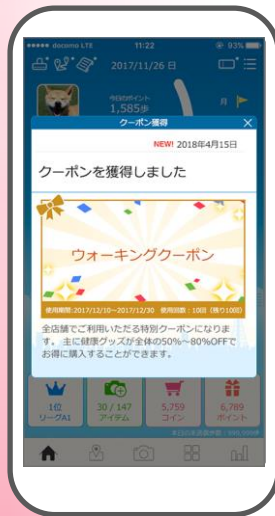 ●●●●● docomo LTE 11:22 93%
2017/11/26 日
今日のポイント
1,585歩
月
クーポン獲得
NEW! 2018年4月15日
クーポンを獲得しました
ウォーキングクーポン
使用期限:2017/12/10~2017/12/30 使用回数:10回 (残り10回)
全店舗でご利用いただる特別クーポンになりま
す。 主に健康グッズが全体の50%~80%OFFで
お得に購入することができます。
1位
リーグA1
30 / 147
アイテム
5,759
コイン
6,789
ポイント